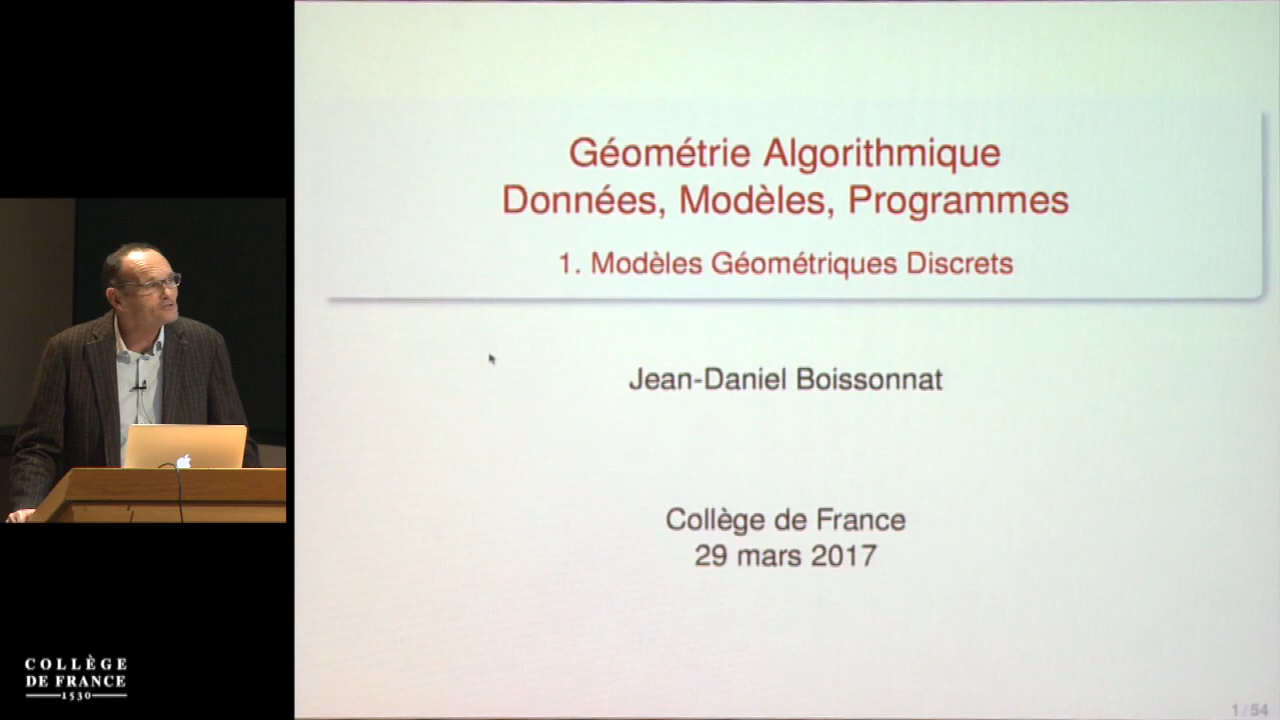 Géométrie Algorithmique
Données, Modèles, Programmes
1. Modèles Géométriques Discrets
Jean-Daniel Boissonnat
Collège de France
29 mars 2017
1 / 54
COLLÈGE
DE FRANCE
1530